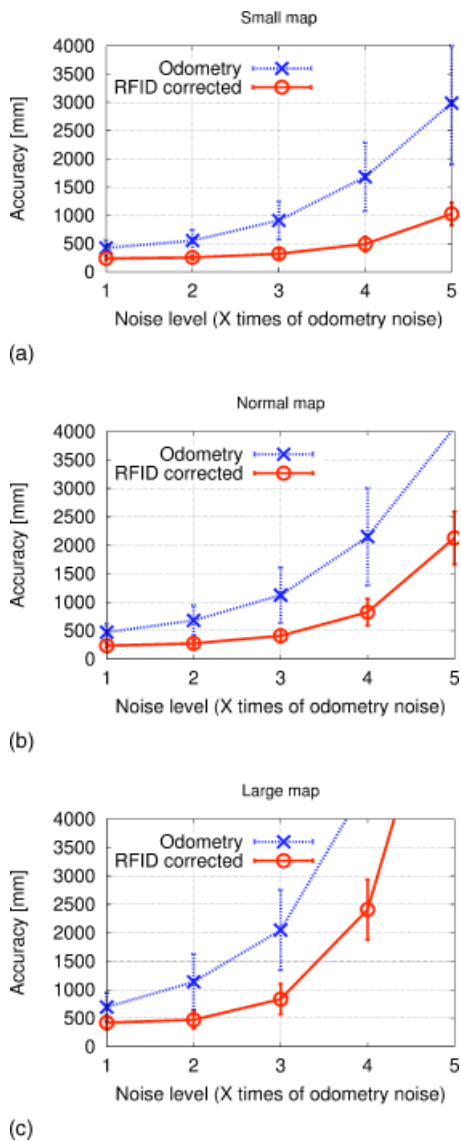 Small map
4000
3500
3000
2500
2000
1500
1000
500
0
Accuracy [mm]
Odometry
RFID corrected
1 2 3 4 5
Noise level (X times of odometry noise)
(a)
Normal map
4000
3500
3000
2500
2000
1500
1000
500
0
Accuracy [mm]
Odometry
RFID corrected
1 2 3 4 5
Noise level (X times of odometry noise)
(b)
Large map
4000
3500
3000
2500
2000
1500
1000
500
0
Accuracy [mm]
Odometry
RFID corrected
1 2 3 4 5
Noise level (X times of odometry noise)
(c)